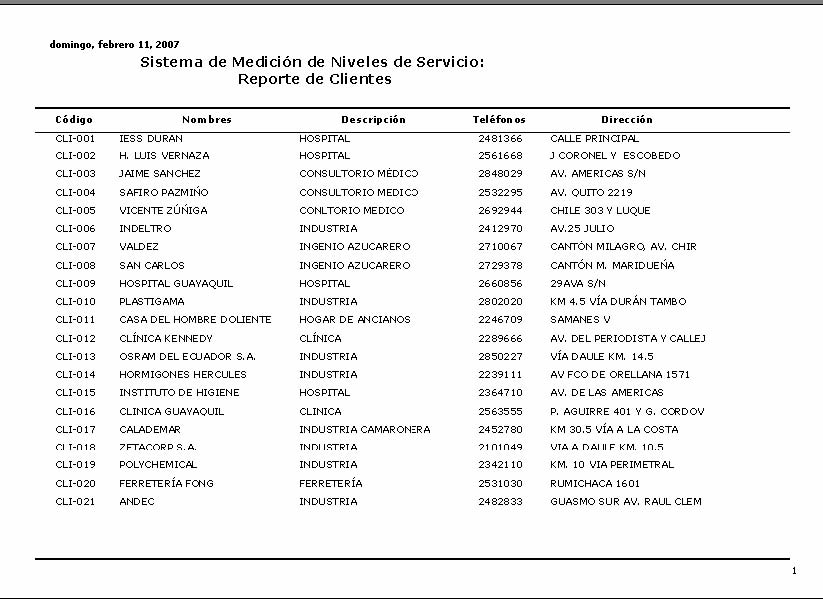 domingo, febrero 11, 2007
Sistema de Medición de Niveles de Servicio:
Reporte de Clientes
Código Nombres Descripción Teléfonos Dirección
CLI-001 IESS DURAN HOSPITAL 2481366 CALLE PRINCIPAL
CLI-002 H. LUIS VERNAZA HOSPITAL 2561668 J CORONEL Y ESCOBEDO
CLI-003 JAIME SANCHEZ CONSULTORIO MÉDICO 2848029 AV. AMERICAS S/N
CLI-004 SAFIRO PAZMIÑO CONSULTORIO MEDICO 2532295 AV. QUITO 2219
CLI-005 VICENTE ZÚÑIGA CONLTORIO MEDICO 2692944 CHILE 303 Y LUQUE
CLI-006 INDELTRO INDUSTRIA 2412970 AV.25 JULIO
CLI-007 VALDEZ INGENIO AZUCARERO 2710067 CANTÓN MILAGRO, AV. CHIR
CLI-008 SAN CARLOS INGENIO AZUCARERO 2729378 CANTÓN M. MARIDUEÑA
CLI-009 HOSPITAL GUAYAQUIL HOSPITAL 2660856 29AVA S/N
CLI-010 PLASTIGAMA INDUSTRIA 2802020 KM 4.5 VÍA DURÁN TAMBO
CLI-011 CASA DEL HOMBRE DOLIENTE HOGAR DE ANCIANOS 2246709 SAMANES V
CLI-012 CLÍNICA KENNEDY CLÍNICA 2289666 AV. DEL PERIODISTA Y CALLEJ
CLI-013 OSRAM DEL ECUADOR S.A. INDUSTRIA 2850227 VÍA DAULE KM. 14.5
CLI-014 HORMIGONES HERCULES INDUSTRIA 2239111 AV FCO DE ORELLANA 1571
CLI-015 INSTITUTO DE HIGIENE HOSPITAL 2364710 AV. DE LAS AMERICAS
CLI-016 CLINICA GUAYAQUIL CLINICA 2563555 P. AGUIRRE 401 Y G. CORDOV
CLI-017 CALADEMAR INDUSTRIA CAMARONERA 2452780 KM 30.5 VÍA A LA COSTA
CLI-018 ZETACORP S.A. INDUSTRIA 2101049 VIA A DAULE KM. 10.5
CLI-019 POLYCHEMICAL INDUSTRIA 2342110 KM. 10 VIA PERIMETRAL
CLI-020 FERRETERÍA FONG FERRETERÍA 2531030 RUMICHACA 1601
CLI-021 ANDEC INDUSTRIA 2482833 GUASMO SUR AV. RAUL CLEM
1